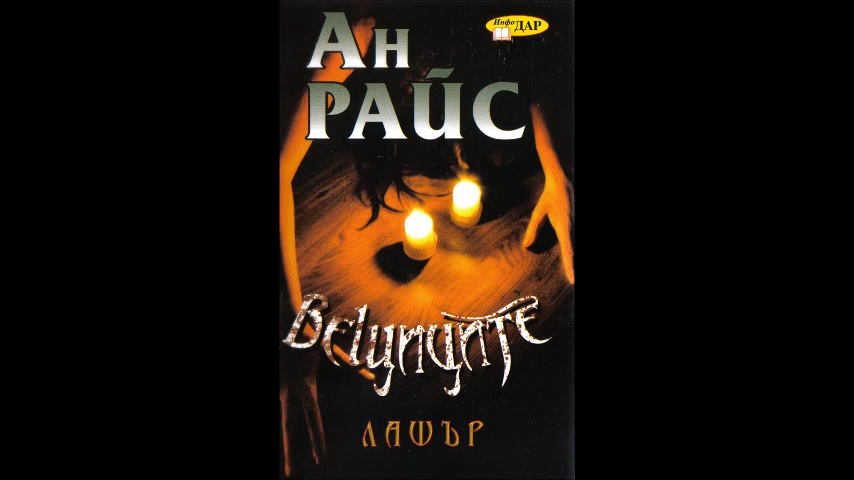 Ан
Инфо
ДАР
РАЙС
Вещиците
ЛАШЪР